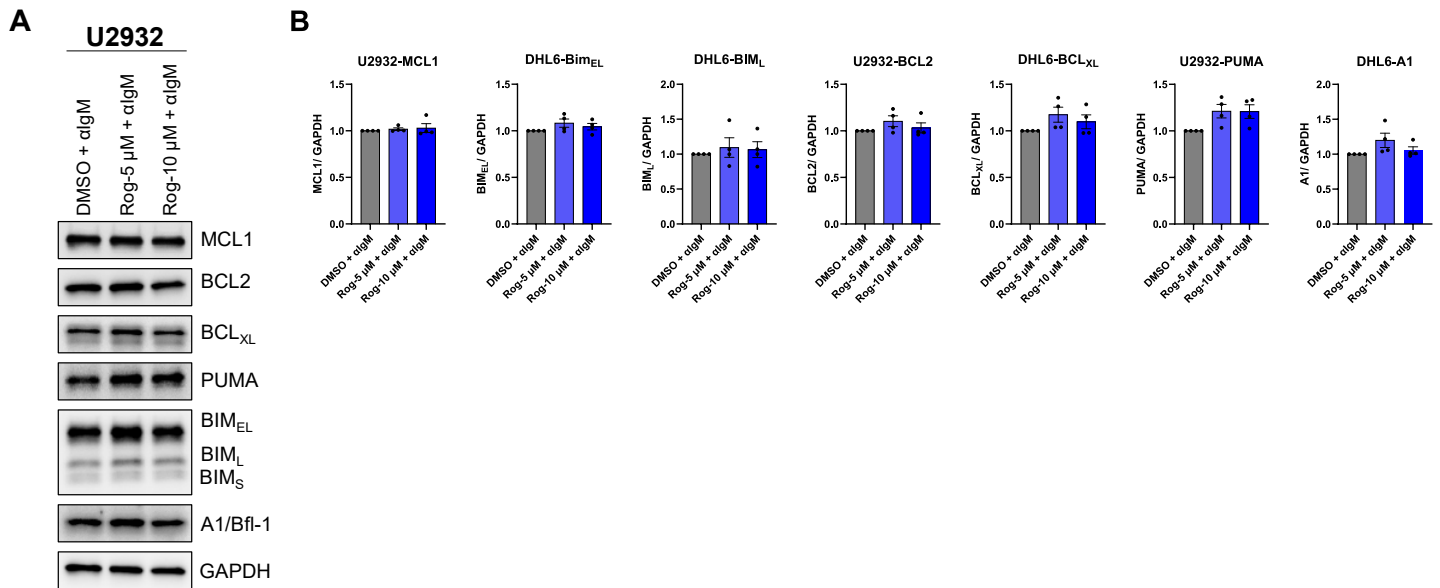 A
U2932
DMSO + αIgM
Rog-5 µM + αIgM
Rog-10 µM + αIgM
MCL1
BCL2
BCLXL
PUMA
BIMEL
BIML
BIMS
A1/Bfl-1
GAPDH
B
U2932-MCL1
MCL1/ GAPDH
1.5
1.0
0.5
0.0
DMSO + αIgM
Rog-5 µM + αIgM
Rog-10 µM + αIgM
DHL6-BimEL
BIMEL/ GAPDH
1.5
1.0
0.5
0.0
DMSO + αIgM
Rog-5 µM + αIgM
Rog-10 µM + αIgM
DHL6-BIML
BIML/ GAPDH
2.0
1.5
1.0
0.5
0.0
DMSO + αIgM
Rog-5 µM + αIgM
Rog-10 µM + αIgM
U2932-BCL2
BCL2/ GAPDH
1.5
1.0
0.5
0.0
DMSO + αIgM
Rog-5 µM + αIgM
Rog-10 µM + αIgM
DHL6-BCLXL
BCLXL/ GAPDH
1.5
1.0
0.5
0.0
DMSO + αIgM
Rog-5 µM + αIgM
Rog-10 µM + αIgM
U2932-PUMA
PUMA/ GAPDH
1.5
1.0
0.5
0.0
DMSO + αIgM
Rog-5 µM + αIgM
Rog-10 µM + αIgM
DHL6-A1
A1/ GAPDH
2.0
1.5
1.0
0.5
0.0
DMSO + αIgM
Rog-5 µM + αIgM
Rog-10 µM + αIgM